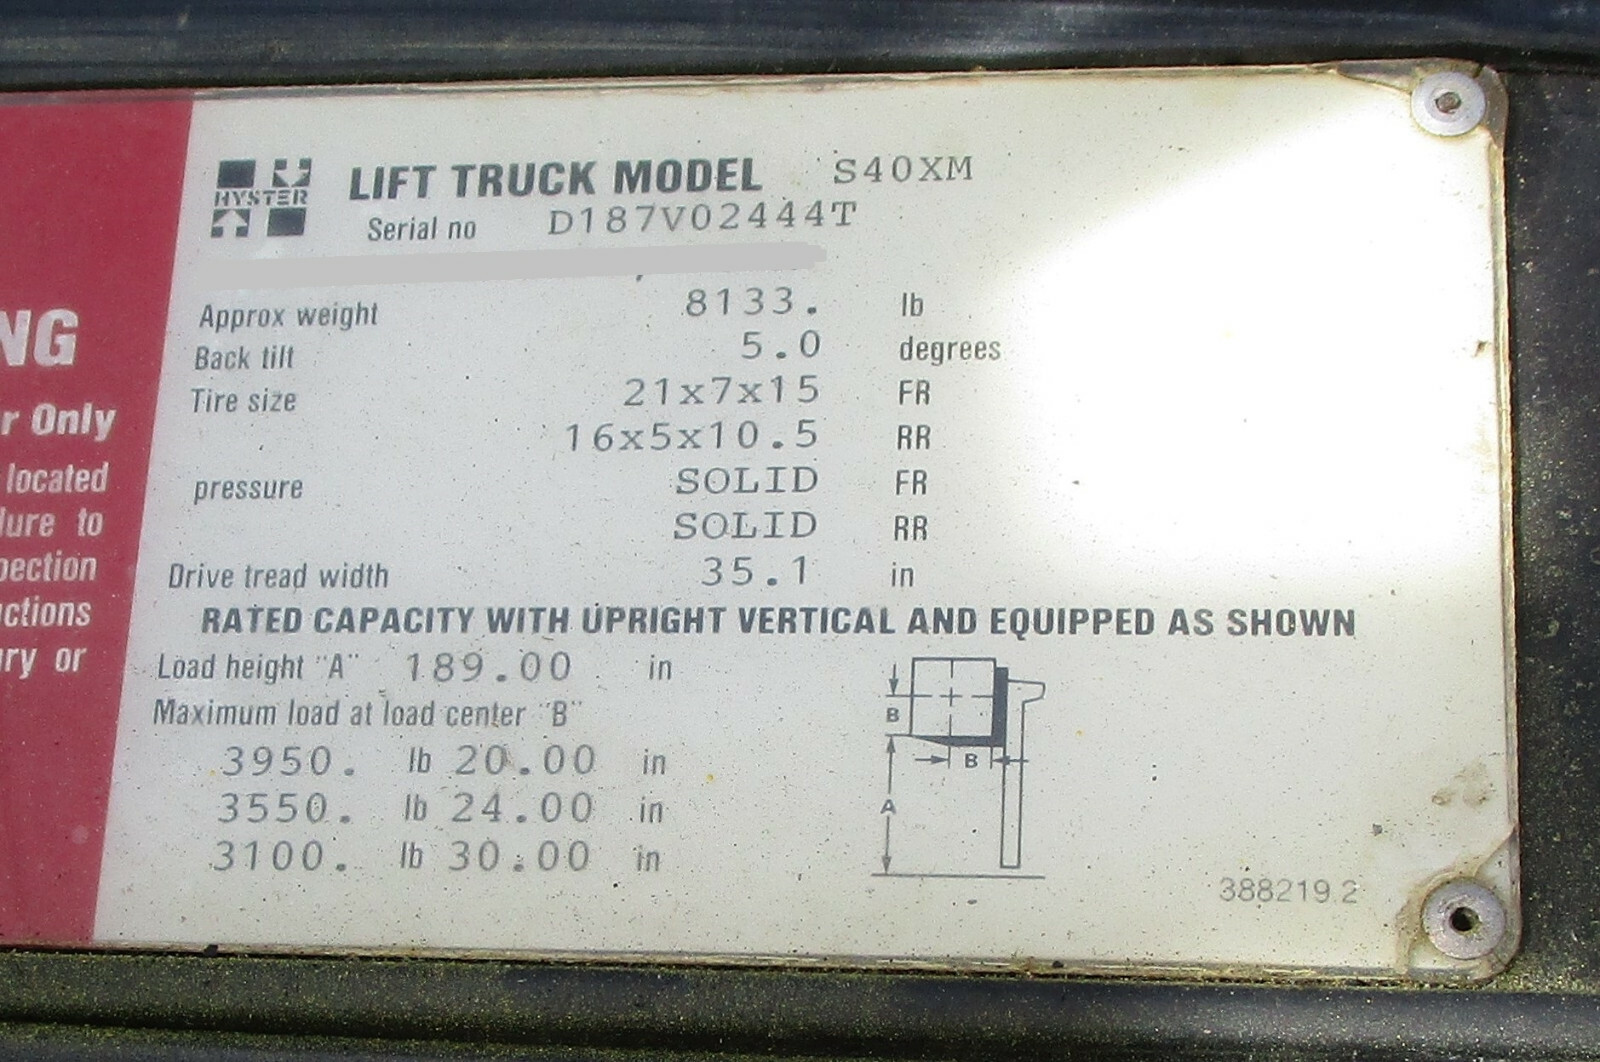 NG
r Only
located
lure to
pection
uctions
ury or
HYSTER
LIFT TRUCK MODEL S40XM
Serial no D187V02444T
Approx weight 8133. lb
Back tilt 5.0 degrees
Tire size 21x7x15 FR
16x5x10.5 RR
pressure SOLID FR
SOLID RR
Drive tread width 35.1 in
RATED CAPACITY WITH UPRIGHT VERTICAL AND EQUIPPED AS SHOWN
Load height "A" 189.00 in
Maximum load at load center "B"
3950. lb 20.00 in
3550. lb 24.00 in
3100. lb 30.00 in
B
B
A
388219 2